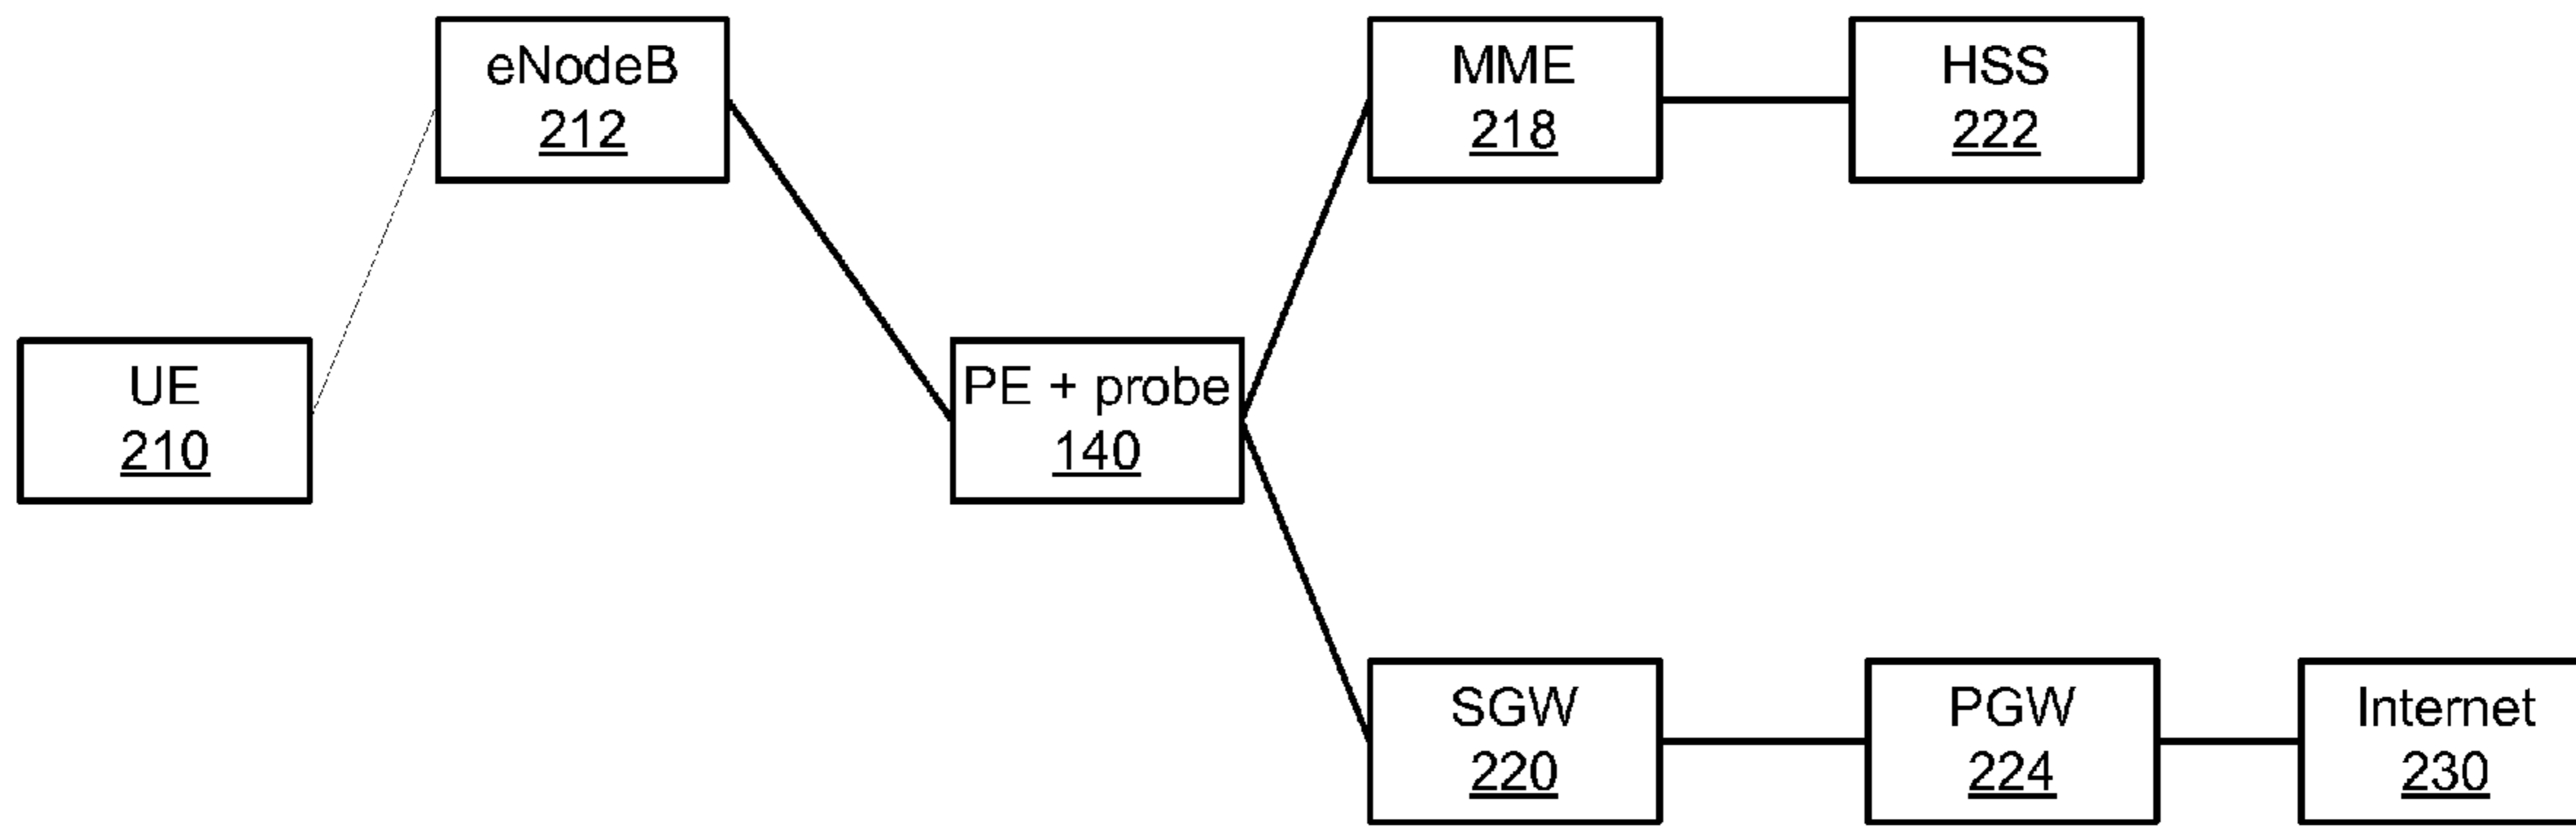 eNodeB
212
MME
218
HSS
222
UE
210
PE + probe
140
SGW
220
PGW
224
Internet
230